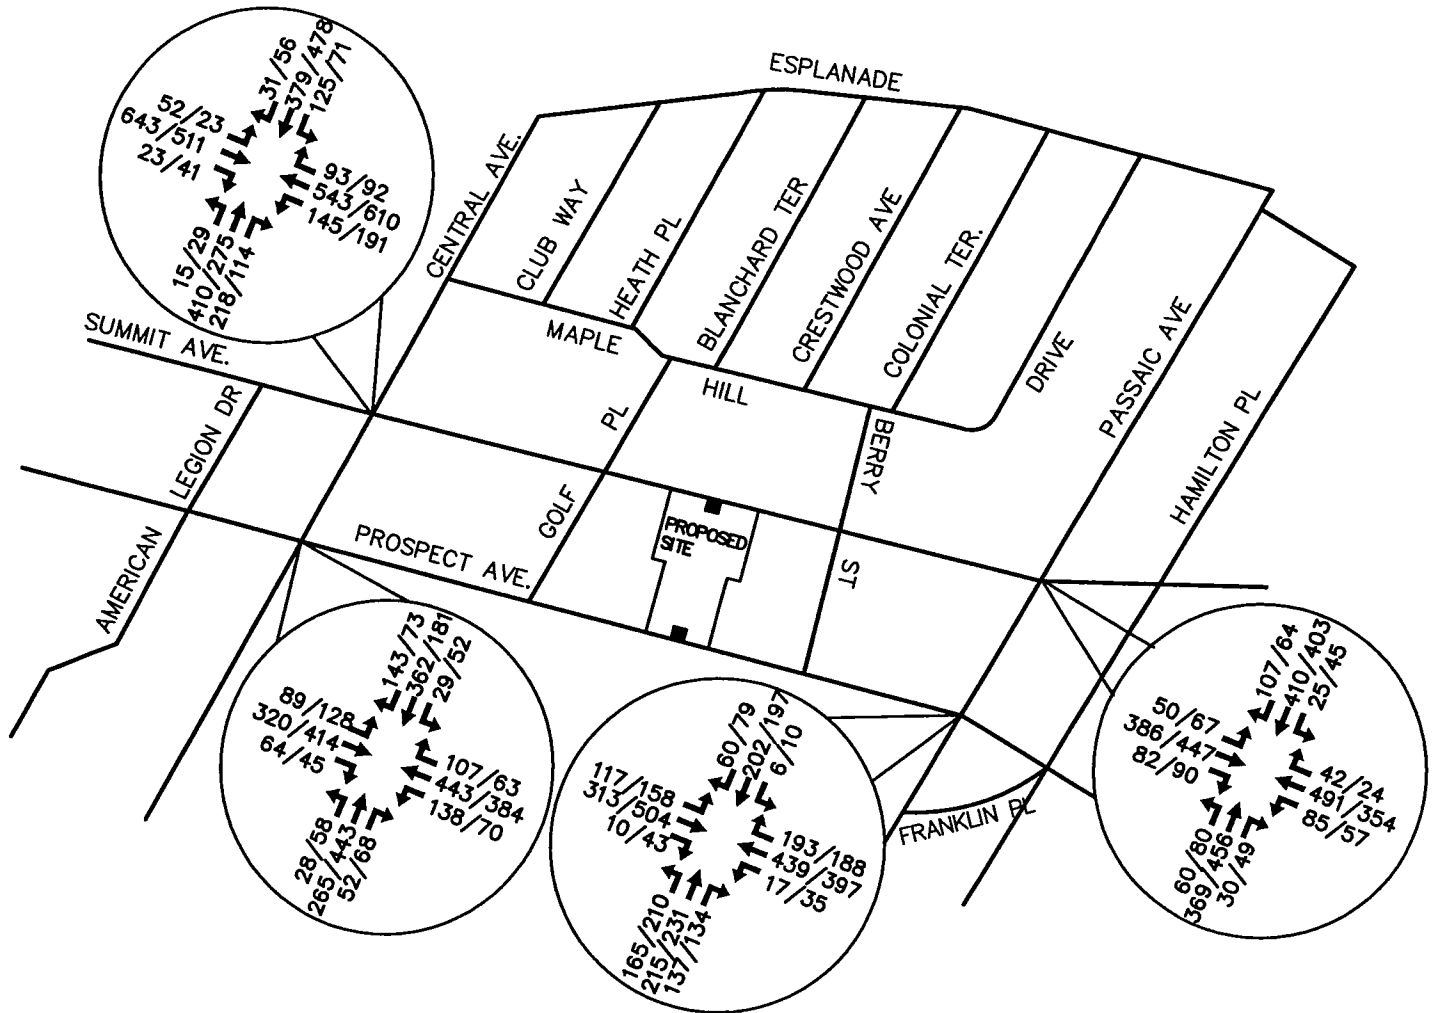 ESPLANADE
31/56
379/478
125/71
52/23
643/511
23/41
93/92
543/610
145/191
15/29
410/275
218/114
CENTRAL AVE.
CLUB WAY
HEATH PL
BLANCHARD TER
CRESTWOOD AVE
COLONIAL TER.
DRIVE
PASSAIC AVE
HAMILTON PL
SUMMIT AVE.
MAPLE
HILL
AMERICAN LEGION DR
GOLF PL
BERRY ST
PROSPECT AVE.
PROPOSED
SITE
143/73
362/181
29/52
89/128
320/414
64/45
107/63
443/384
138/70
28/58
265/443
52/68
60/79
202/197
6/10
117/158
313/504
10/43
193/188
439/397
17/35
165/210
215/231
137/134
FRANKLIN PL
107/64
410/403
25/45
50/67
386/447
82/90
42/24
491/354
85/57
60/80
369/456
30/49